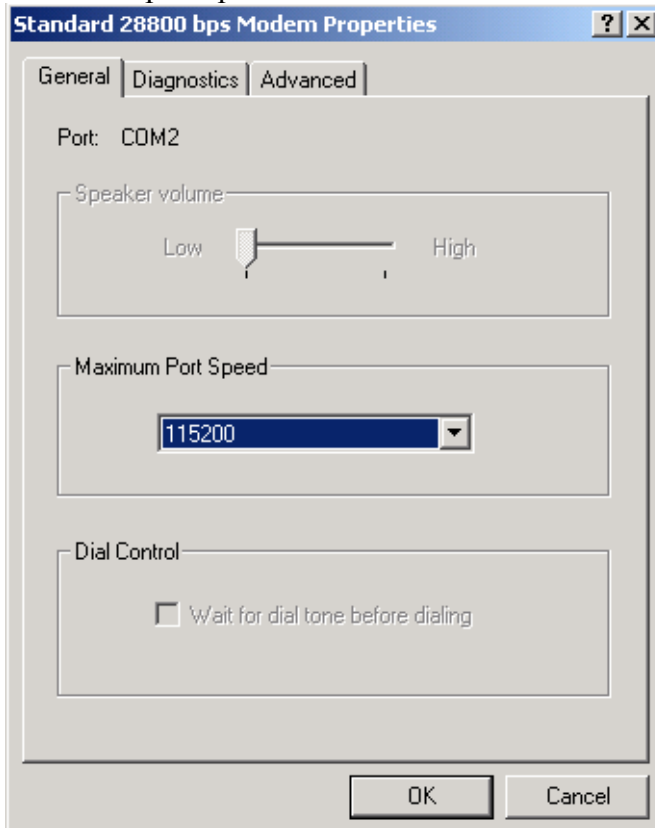 Standard 28800 bps Modem Properties
General Diagnostics Advanced
Port: COM2
Speaker volume
Low High
Maximum Port Speed
115200
Dial Control
Wait for dial tone before dialing
OK Cancel